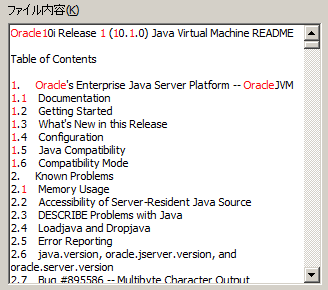 ファイル内容(K)
Oracle10i Release 1 (10.1.0) Java Virtual Machine README
Table of Contents
1. Oracle's Enterprise Java Server Platform -- OracleJVM
1.1 Documentation
1.2 Getting Started
1.3 What's New in this Release
1.4 Configuration
1.5 Java Compatibility
1.6 Compatibility Mode
2. Known Problems
2.1 Memory Usage
2.2 Accessibility of Server-Resident Java Source
2.3 DESCRIBE Problems with Java
2.4 Loadjava and Dropjava
2.5 Error Reporting
2.6 java.version, oracle.jserver.version, and
oracle.server.version
2.7 Bug #895586 -- Multibyte Character Output